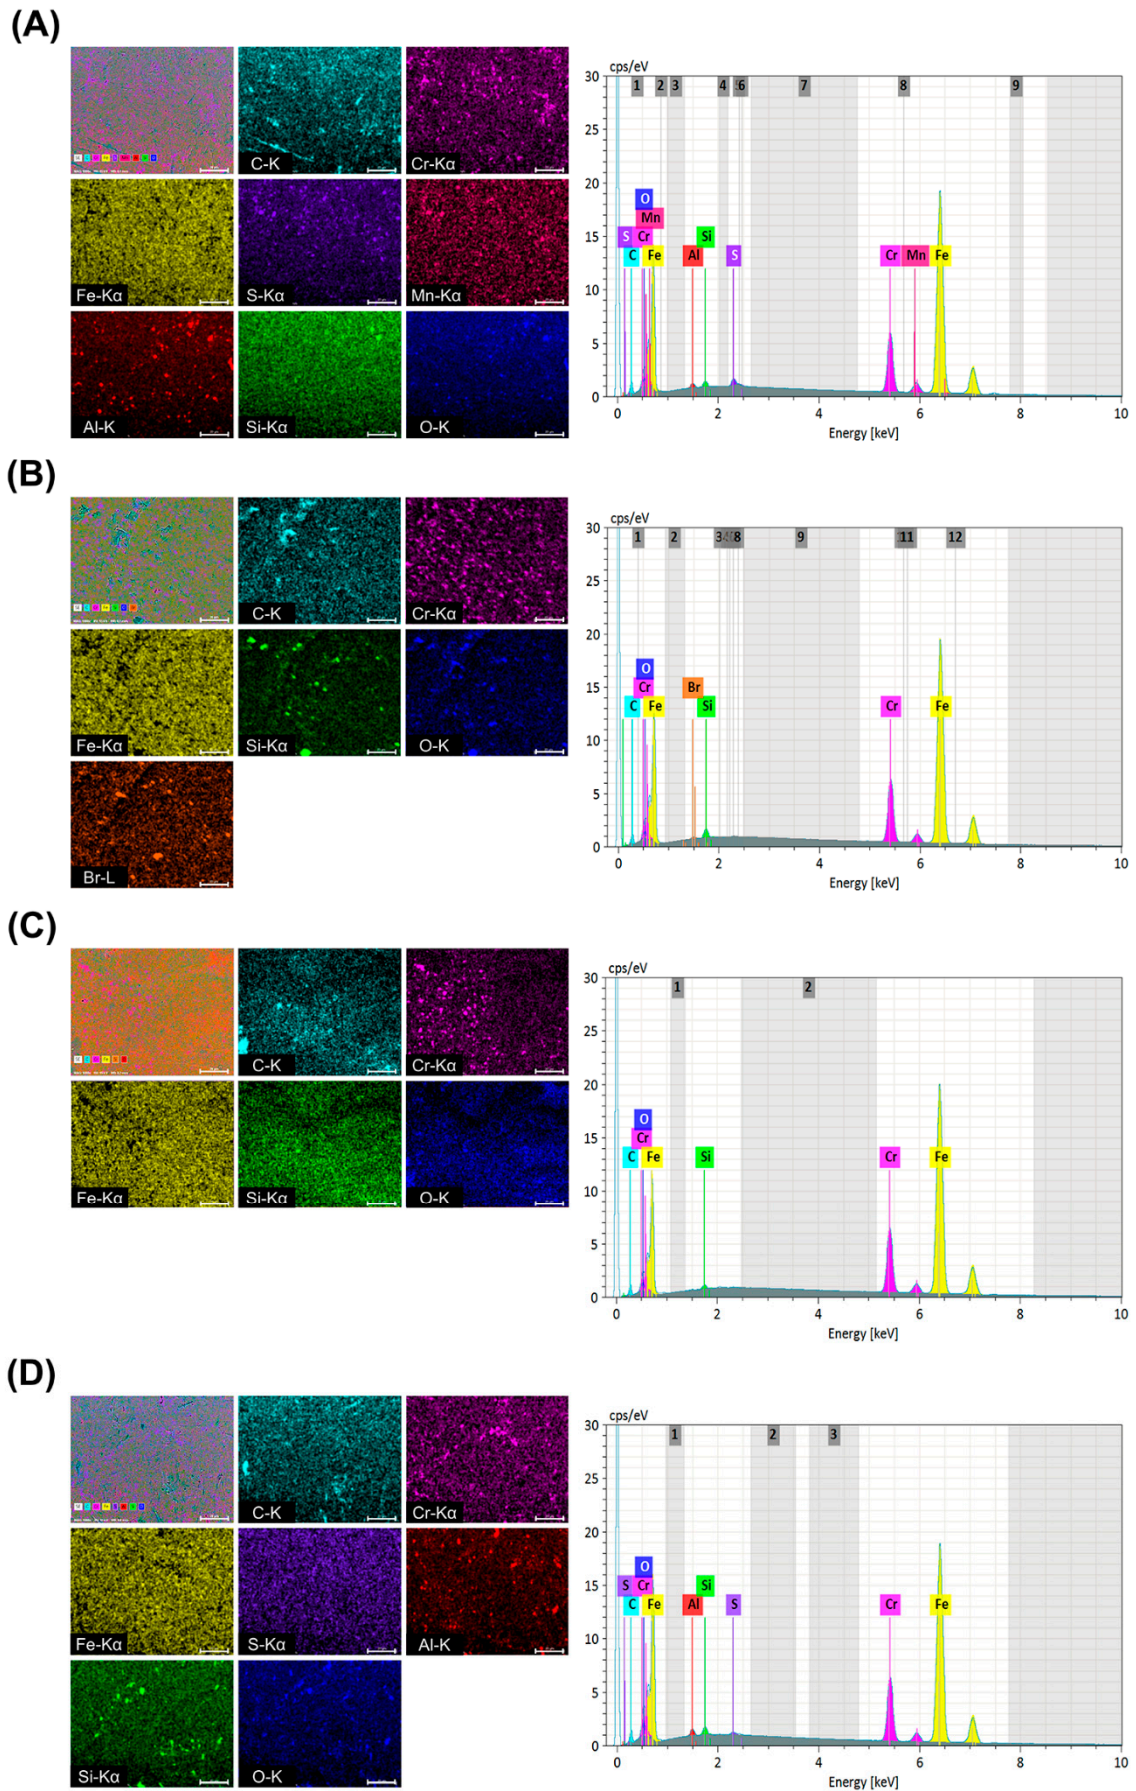 (A)
C-K
Cr-Kα
Fe-Kα
S-Kα
Mn-Kα
Al-K
Si-Kα
O-K
cps/eV
30
25
20
15
10
5
0
1 2 3 4 6 7 8 9
O
Mn
S Cr Si
C Fe Al S Cr Mn Fe
0 2 4 6 8 10
Energy [keV]
(B)
C-K
Cr-Kα
Fe-Kα
Si-Kα
O-K
Br-L
cps/eV
30
25
20
15
10
5
0
1 2 3 8 9 11 12
O
Cr Br
C Fe Si Cr Fe
0 2 4 6 8 10
Energy [keV]
(C)
C-K
Cr-Kα
Fe-Kα
Si-Kα
O-K
cps/eV
30
25
20
15
10
5
0
1 2
O
Cr
C Fe Si Cr Fe
0 2 4 6 8 10
Energy [keV]
(D)
C-K
Cr-Kα
Fe-Kα
S-Kα
Al-K
Si-Kα
O-K
cps/eV
30
25
20
15
10
5
0
1 2 3
O
S Cr Si
C Fe Al S Cr Fe
0 2 4 6 8 10
Energy [keV]